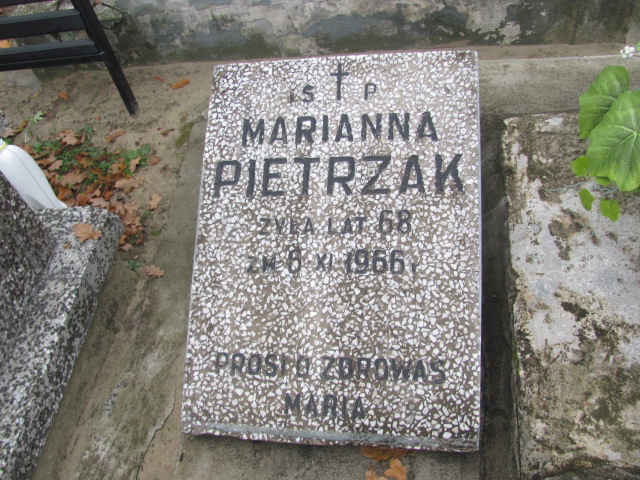 Ś † P
MARIANNA
PIETRZAK
ŻYŁA LAT 68
ZM 6 XI 1966 r
PROSI O ZDROWAŚ
MARIA